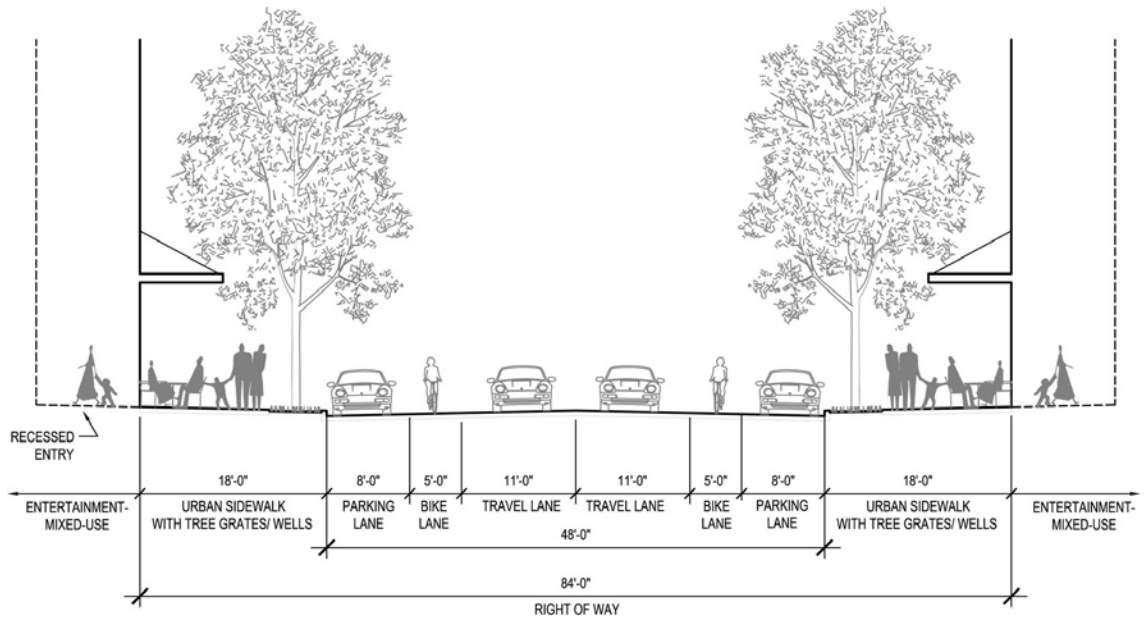 RECESSED
ENTRY
18'-0"
8'-0"
5'-0"
11'-0"
11'-0"
5'-0"
8'-0"
18'-0"
ENTERTAINMENT-
MIXED-USE
URBAN SIDEWALK
WITH TREE GRATES/ WELLS
PARKING
LANE
BIKE
LANE
TRAVEL LANE
TRAVEL LANE
BIKE
LANE
PARKING
LANE
URBAN SIDEWALK
WITH TREE GRATES/ WELLS
ENTERTAINMENT-
MIXED-USE
48'-0"
84'-0"
RIGHT OF WAY